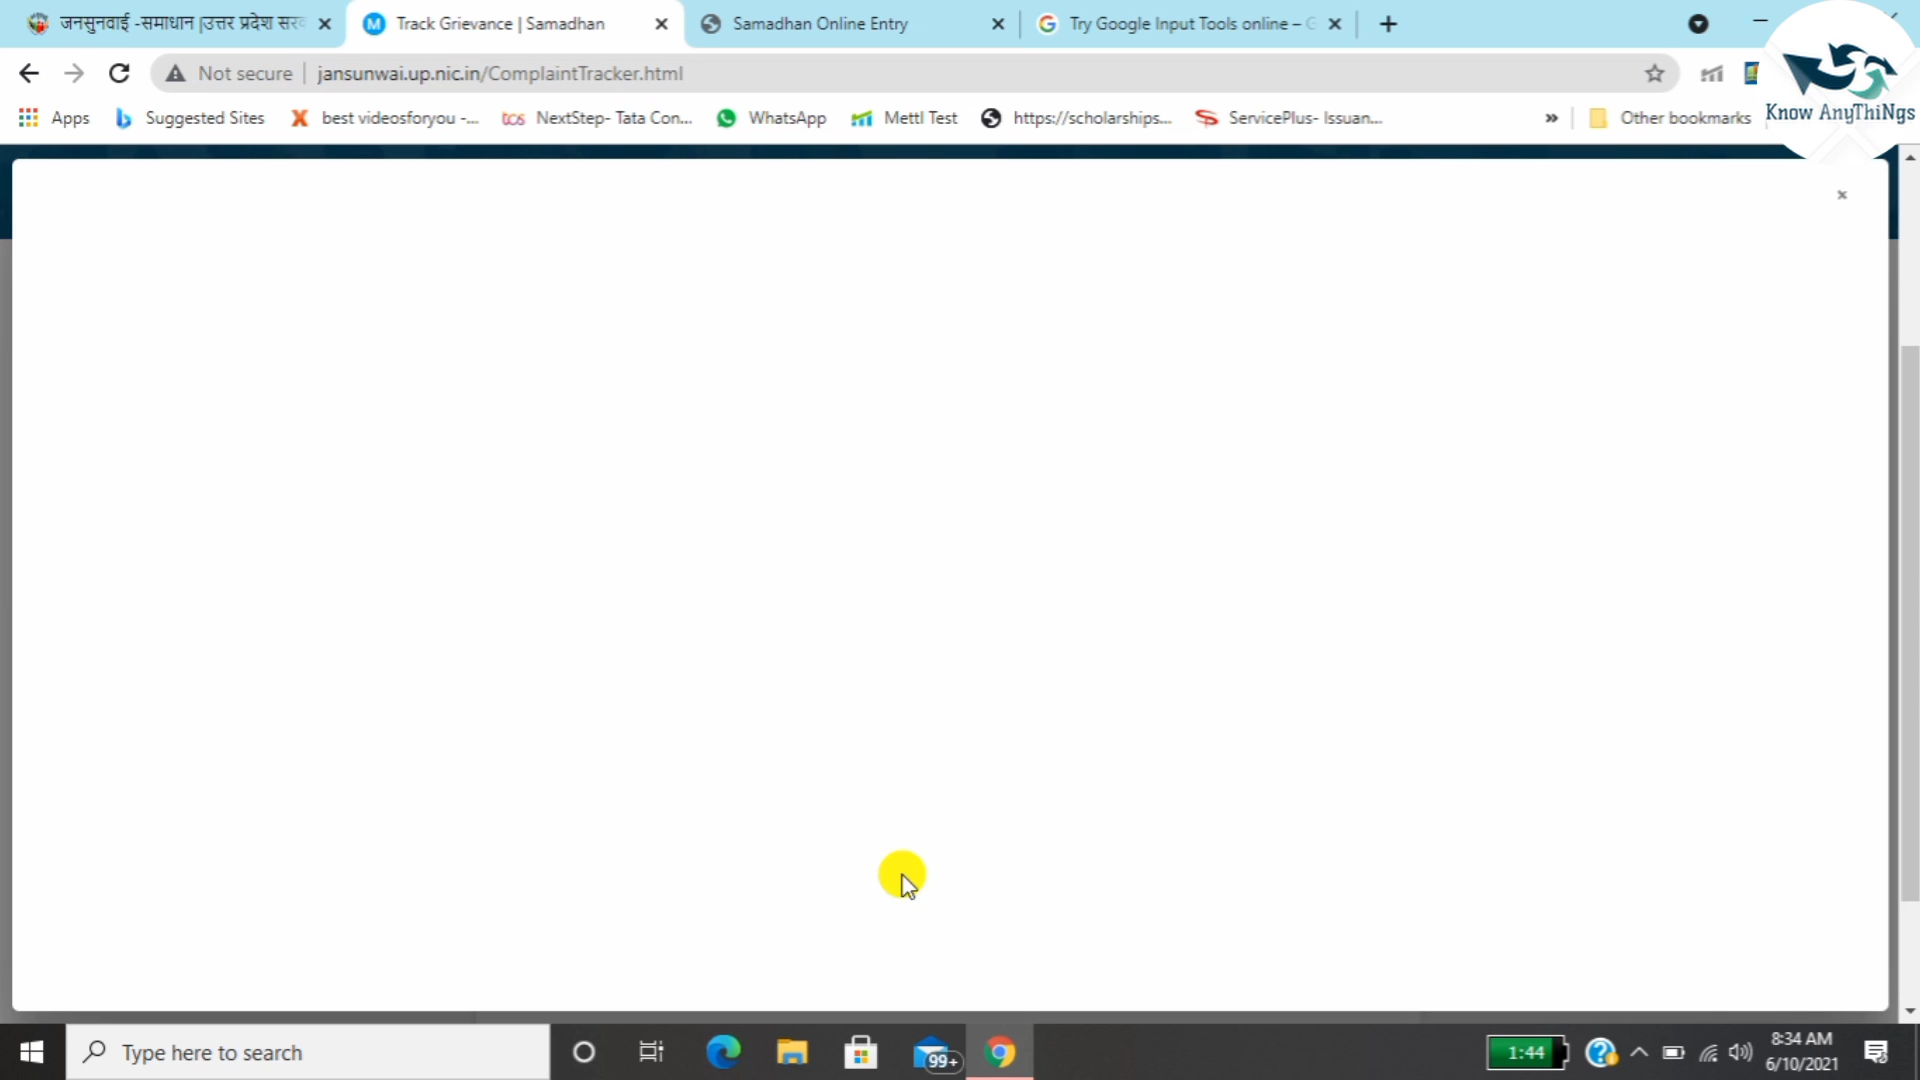 जनसुनवाई -समाधान |उत्तर प्रदेश सर
Track Grievance | Samadhan
Samadhan Online Entry
Try Google Input Tools online – G
Not secure
jansunwai.up.nic.in/ComplaintTracker.html
Apps
Suggested Sites
best videosforyou -...
tcs NextStep- Tata Con...
WhatsApp
Mettl Test
https://scholarships...
ServicePlus- Issuan...
»
Other bookmarks
Know AnyThiNgs
Type here to search
99+
1:44
8:34 AM
6/10/2021